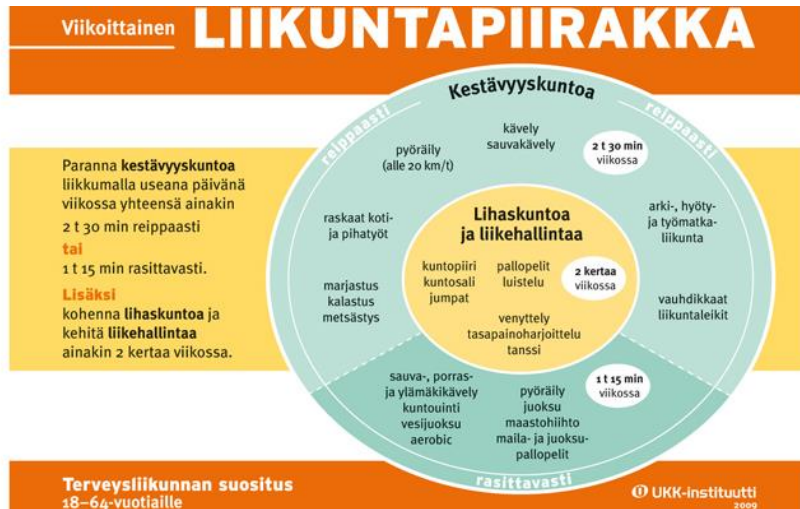 Viikoittainen LIIKUNTAPIIRAKKA
Paranna kestävyyskuntoa
liikkumalla useana päivänä
viikossa yhteensä ainakin
2 t 30 min reippaasti
tai
1 t 15 min rasittavasti.
Lisäksi
kohenna lihaskuntoa ja
kehitä liikehallintaa
ainakin 2 kertaa viikossa.
Kestävyyskuntoa
reippaasti
reippaasti
pyöräily
(alle 20 km/t)
kävely
sauvakävely
2 t 30 min
viikossa
raskaat koti-
ja pihatyöt
arki-, hyöty-
ja työmatka-
liikunta
marjastus
kalastus
metsästys
vauhdikkaat
liikuntaleikit
Lihaskuntoa
ja liikehallintaa
kuntopiiri
kuntosali
jumpat
pallopelit
luistelu
2 kertaa
viikossa
venyttely
tasapainoharjoittelu
tanssi
sauva-, porras-
ja ylämäkikävely
kuntouinti
vesijuoksu
aerobic
pyöräily
juoksu
maastohiihto
maila- ja juoksu-
pallopelit
1 t 15 min
viikossa
rasittavasti
Terveysliikunnan suositus
18–64-vuotiaille
UKK-instituutti
2009